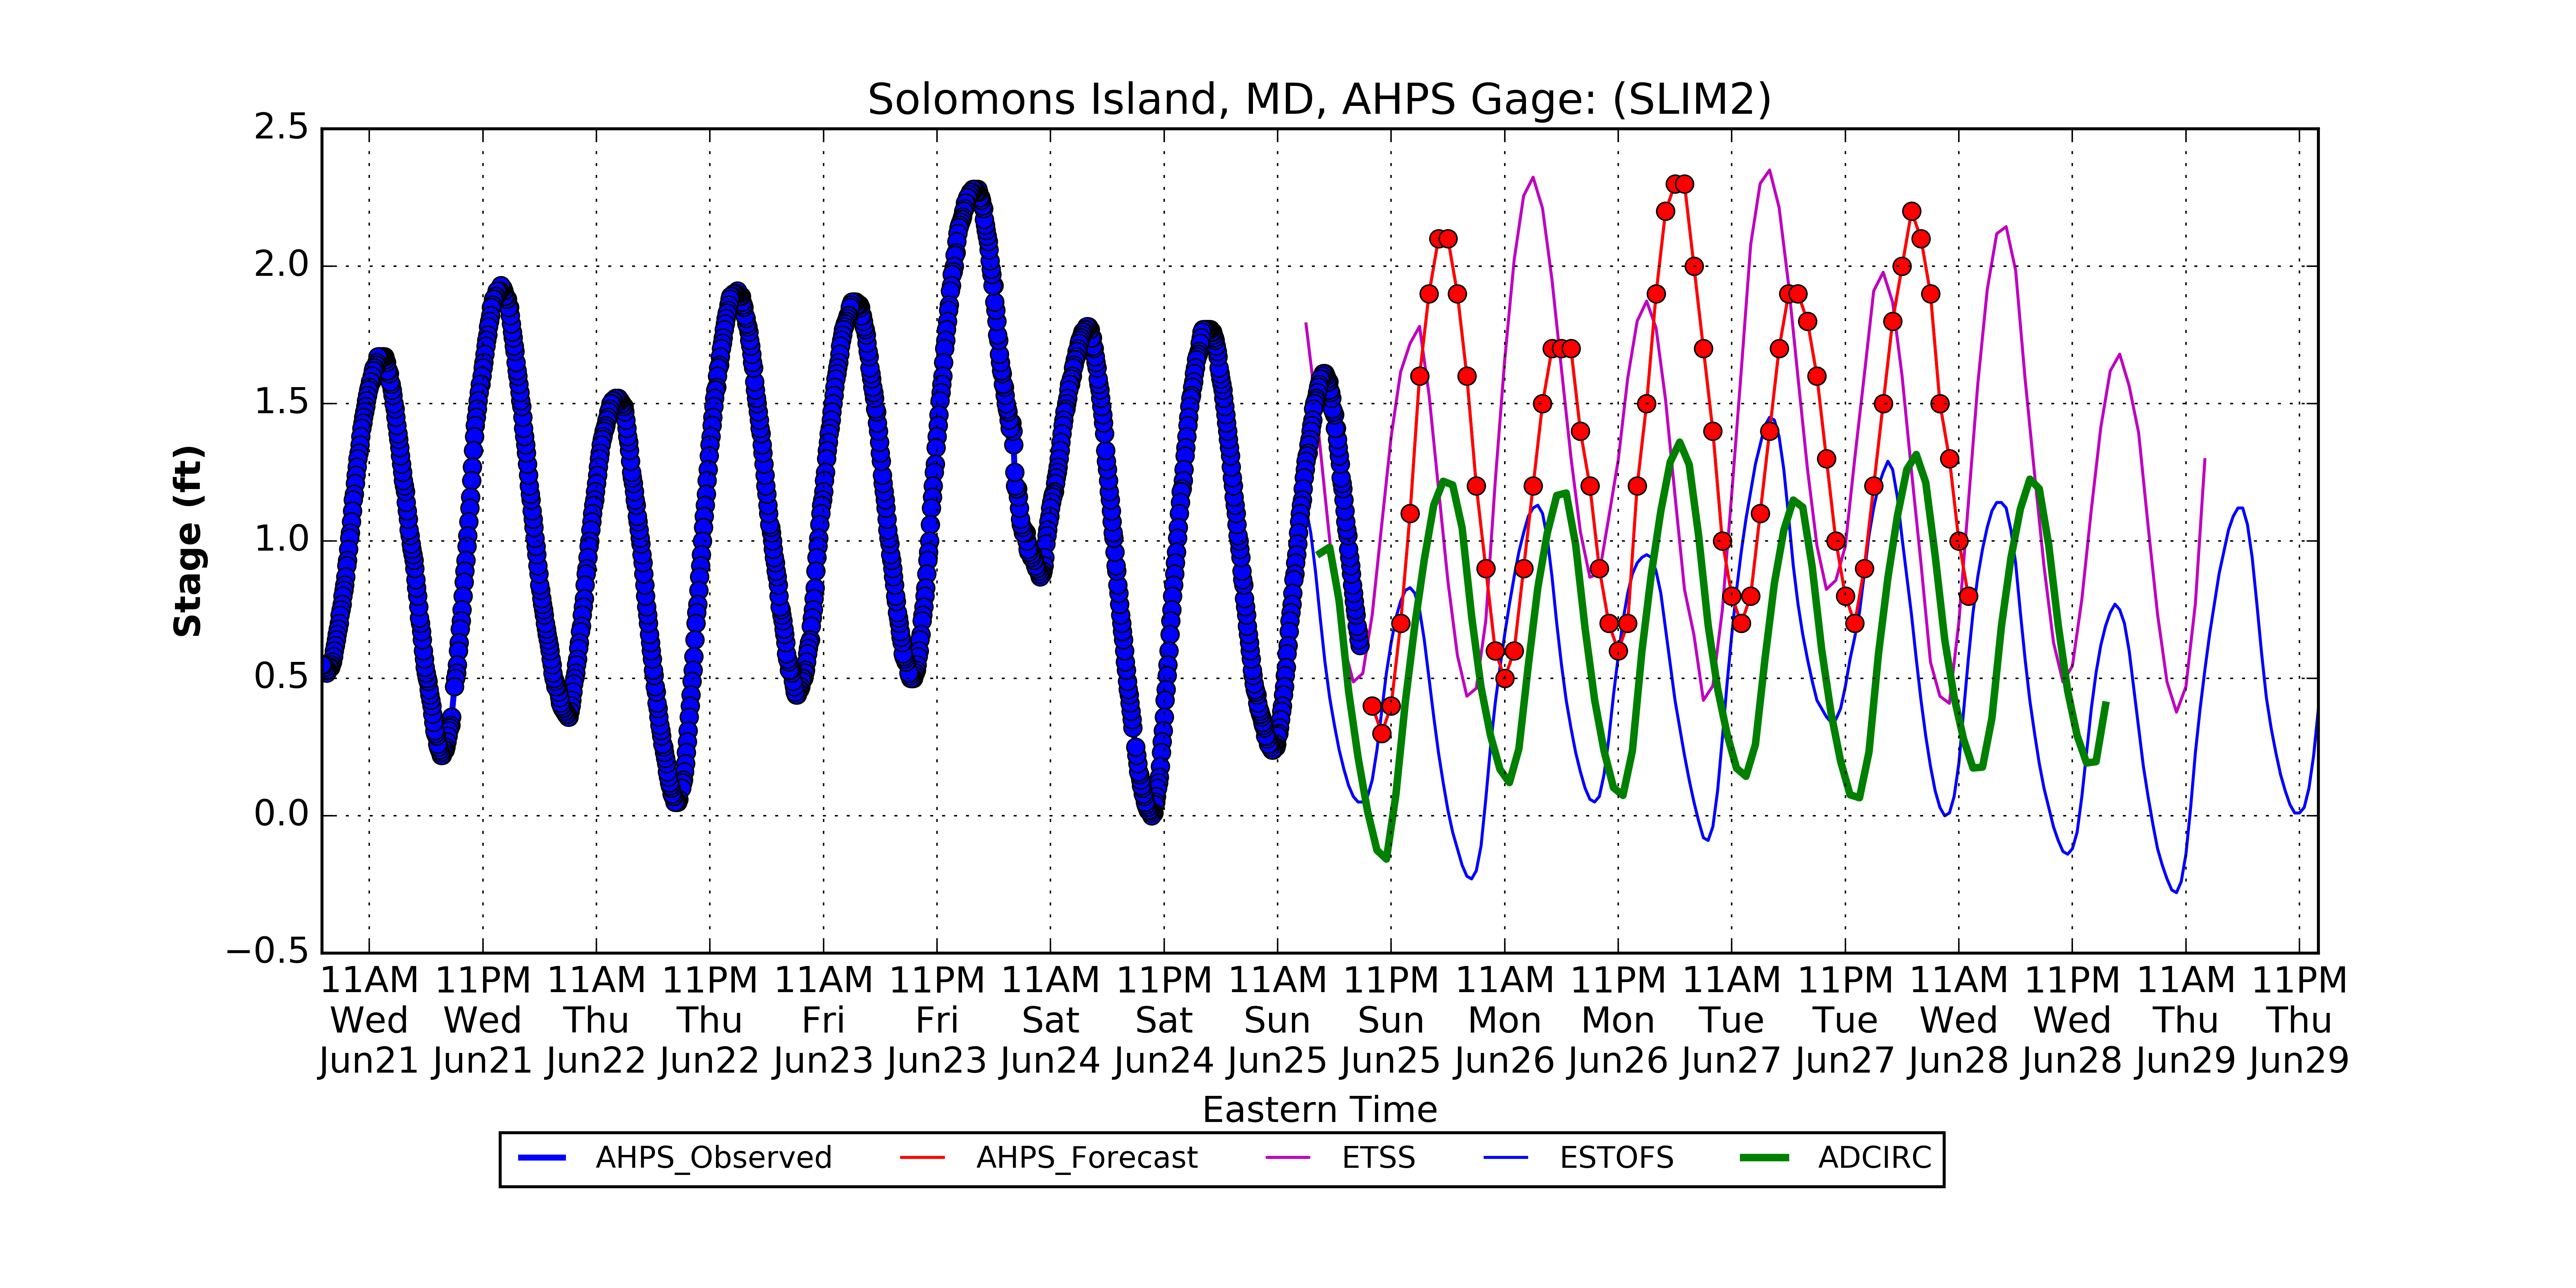 Solomons Island, MD, AHPS Gage: (SLIM2)
2.5
2.0
1.5
1.0
0.5
0.0
−0.5
Stage (ft)
11AM 11PM 11AM 11PM 11AM 11PM 11AM 11PM 11AM 11PM 11AM 11PM 11AM 11PM 11AM 11PM 11AM 11PM
Wed Wed Thu Thu Fri Fri Sat Sat Sun Sun Mon Mon Tue Tue Wed Wed Thu Thu
Jun21 Jun21 Jun22 Jun22 Jun23 Jun23 Jun24 Jun24 Jun25 Jun25 Jun26 Jun26 Jun27 Jun27 Jun28 Jun28 Jun29 Jun29
Eastern Time
AHPS_Observed AHPS_Forecast ETSS ESTOFS ADCIRC